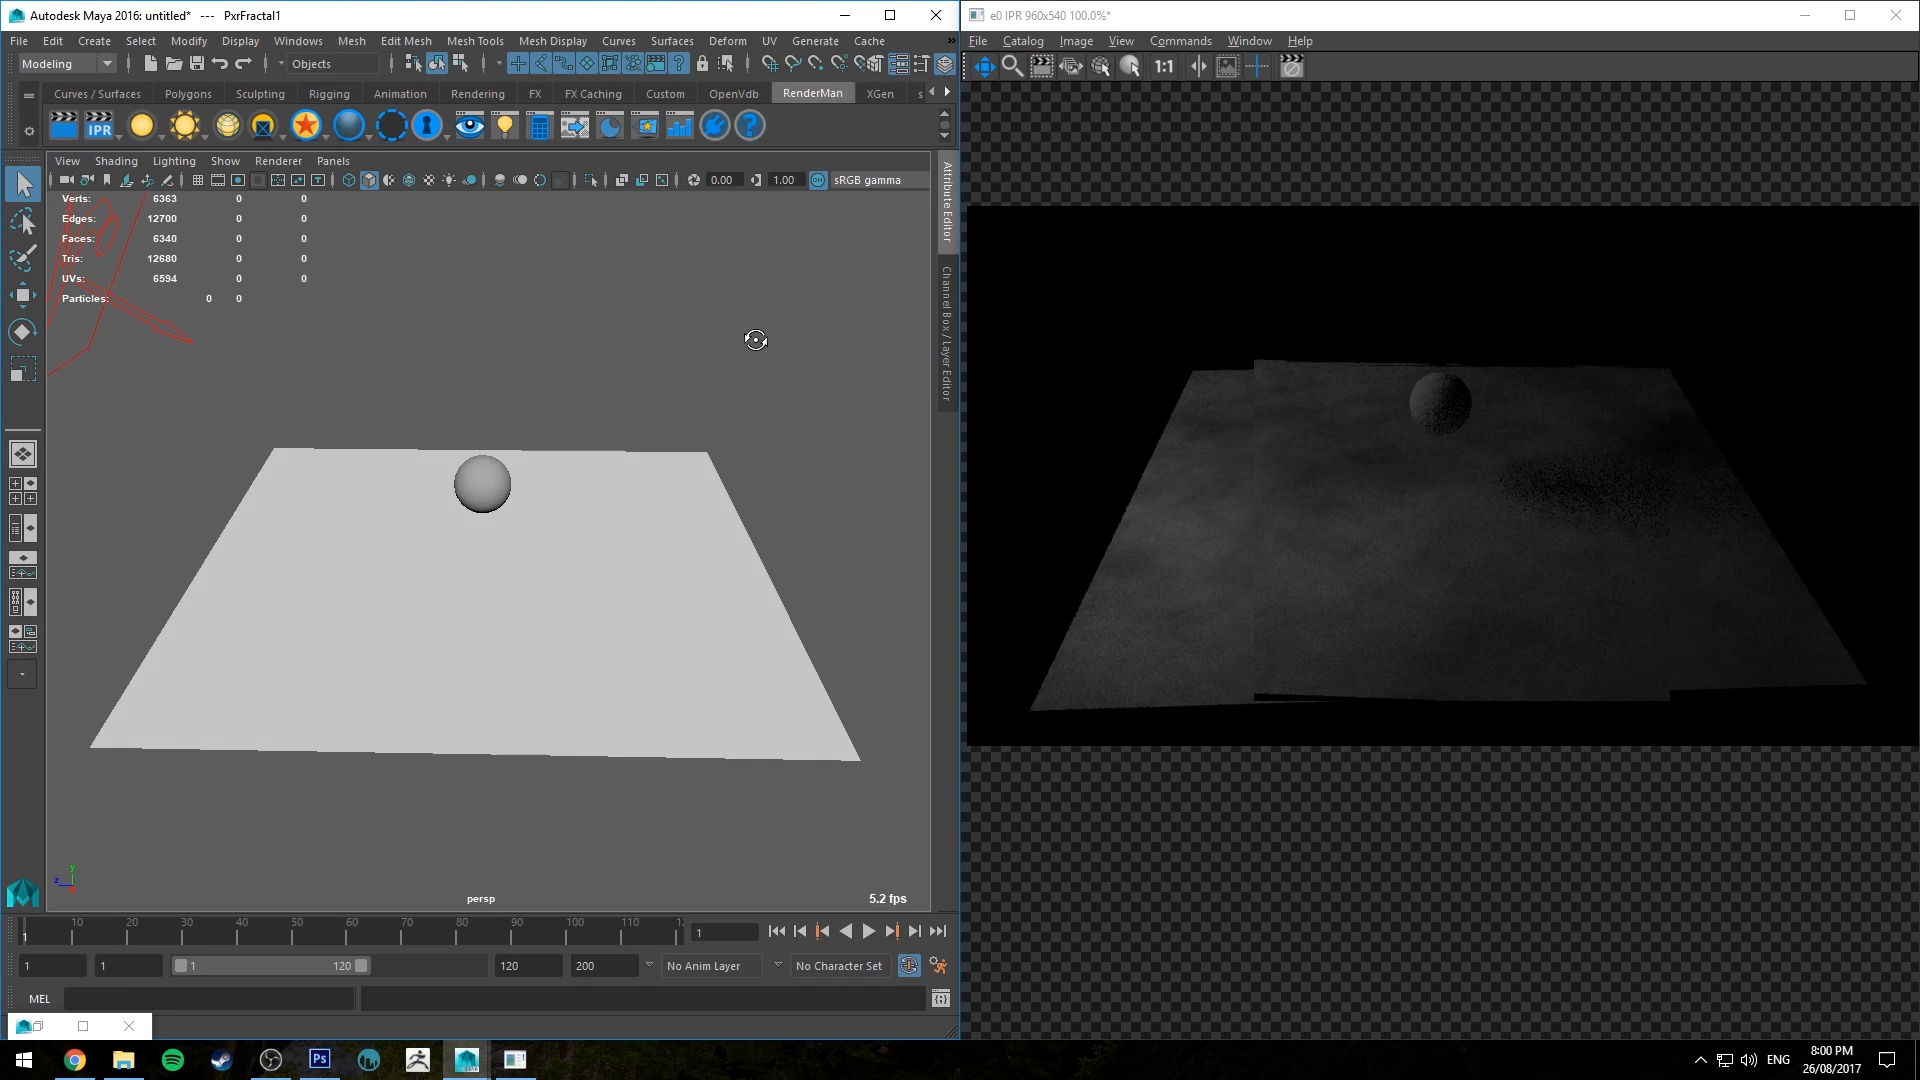 Autodesk Maya 2016: untitled*   ---   PxrFractal1
File Edit Create Select Modify Display Windows Mesh Edit Mesh Mesh Tools Mesh Display Curves Surfaces Deform UV Generate Cache »
Modeling Objects
Curves / Surfaces Polygons Sculpting Rigging Animation Rendering FX FX Caching Custom OpenVdb RenderMan XGen s
IPR
View Shading Lighting Show Renderer Panels
0.00 1.00 ON sRGB gamma
Verts: 6363 0 0
Edges: 12700 0 0
Faces: 6340 0 0
Tris: 12680 0 0
UVs: 6594 0 0
Particles: 0 0
Attribute Editor
Channel Box / Layer Editor
y
z
persp
5.2 fps
1 10 20 30 40 50 60 70 80 90 100 110 12
1
1 1 1 120 120 200 No Anim Layer No Character Set
MEL
e0 IPR 960x540 100.0%*
File Catalog Image View Commands Window Help
1:1
Ps
ENG
8:00 PM
26/08/2017